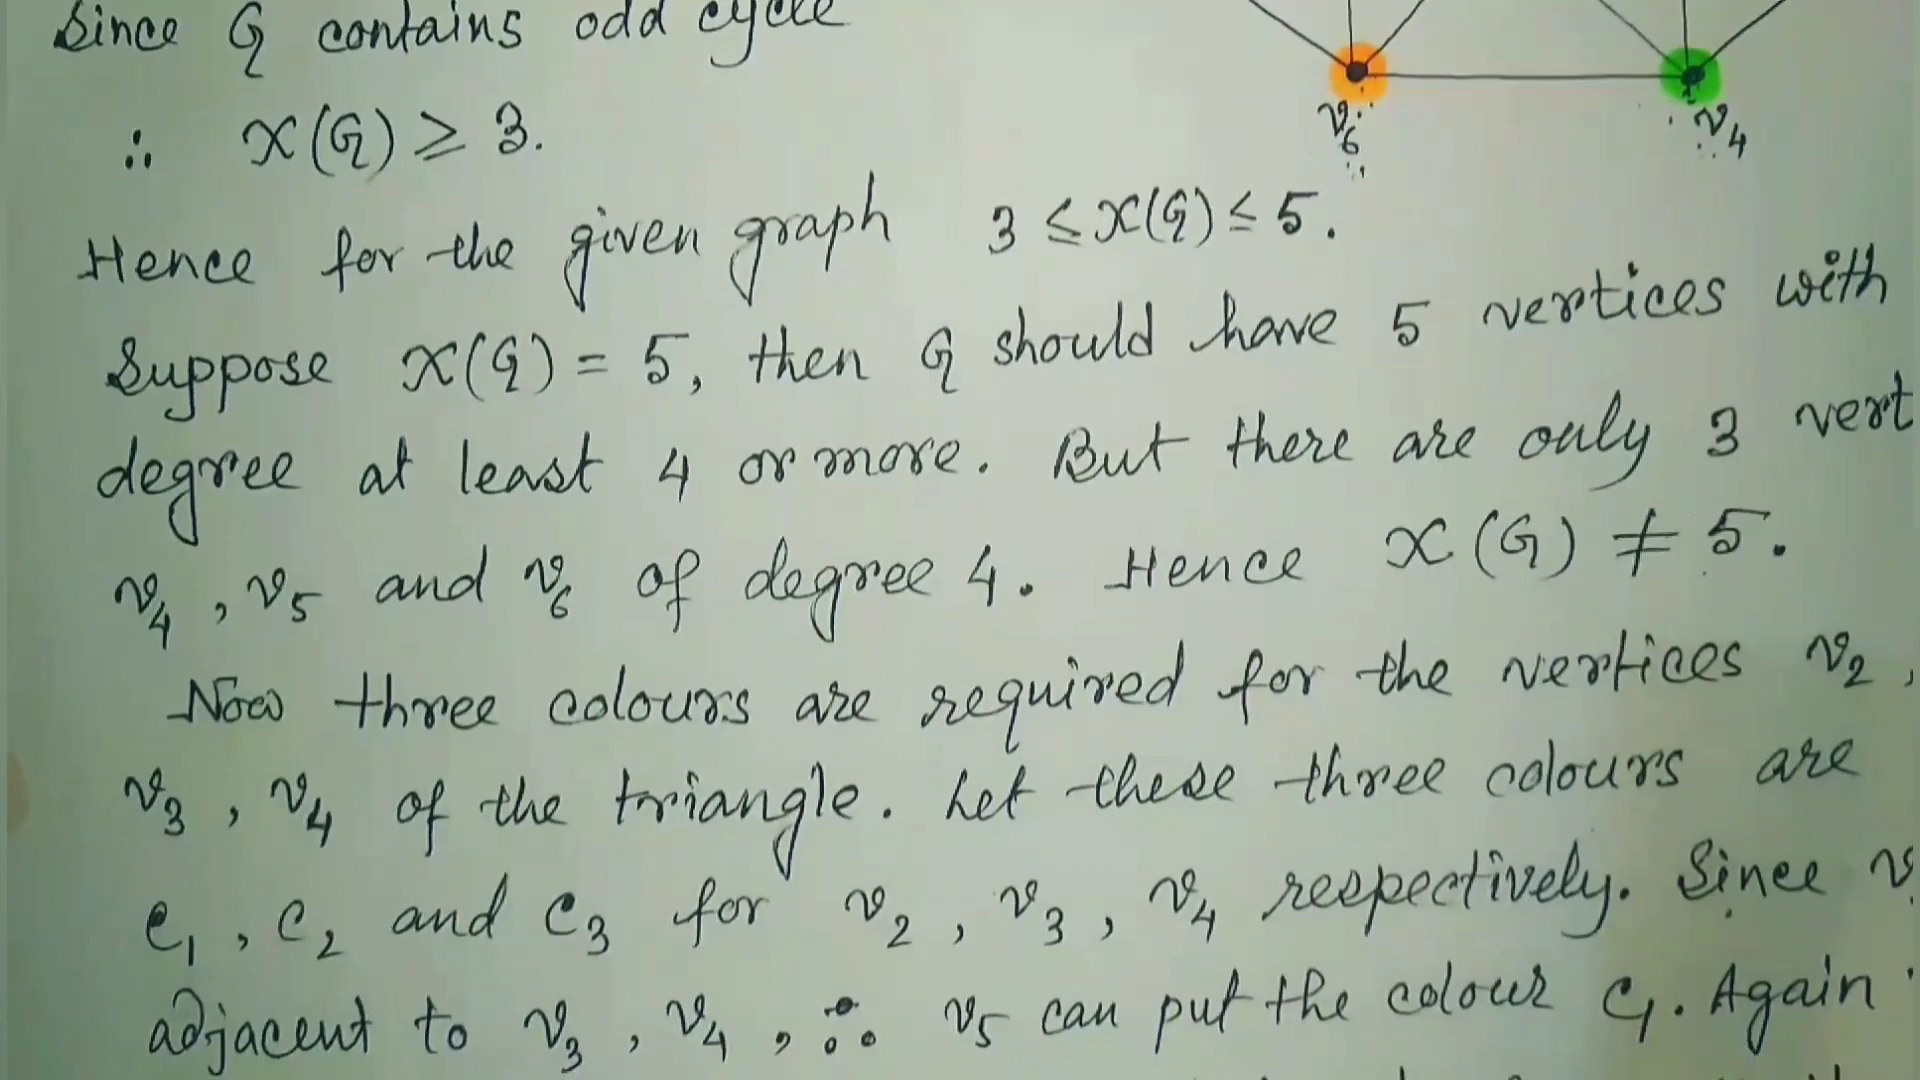 Since G contains odd cycle
∴ χ(G) ≥ 3.
v6
v4
Hence for the given graph 3 ≤ χ(G) ≤ 5.
Suppose χ(G) = 5, then G should have 5 vertices with
degree at least 4 or more. But there are only 3 vert
v4, v5 and v6 of degree 4. Hence χ(G) ≠ 5.
Now three colours are required for the vertices v2,
v3, v4 of the triangle. Let these three colours are
c1, c2 and c3 for v2, v3, v4 respectively. Since v
adjacent to v3, v4, ∴ v5 can put the colour c1. Again